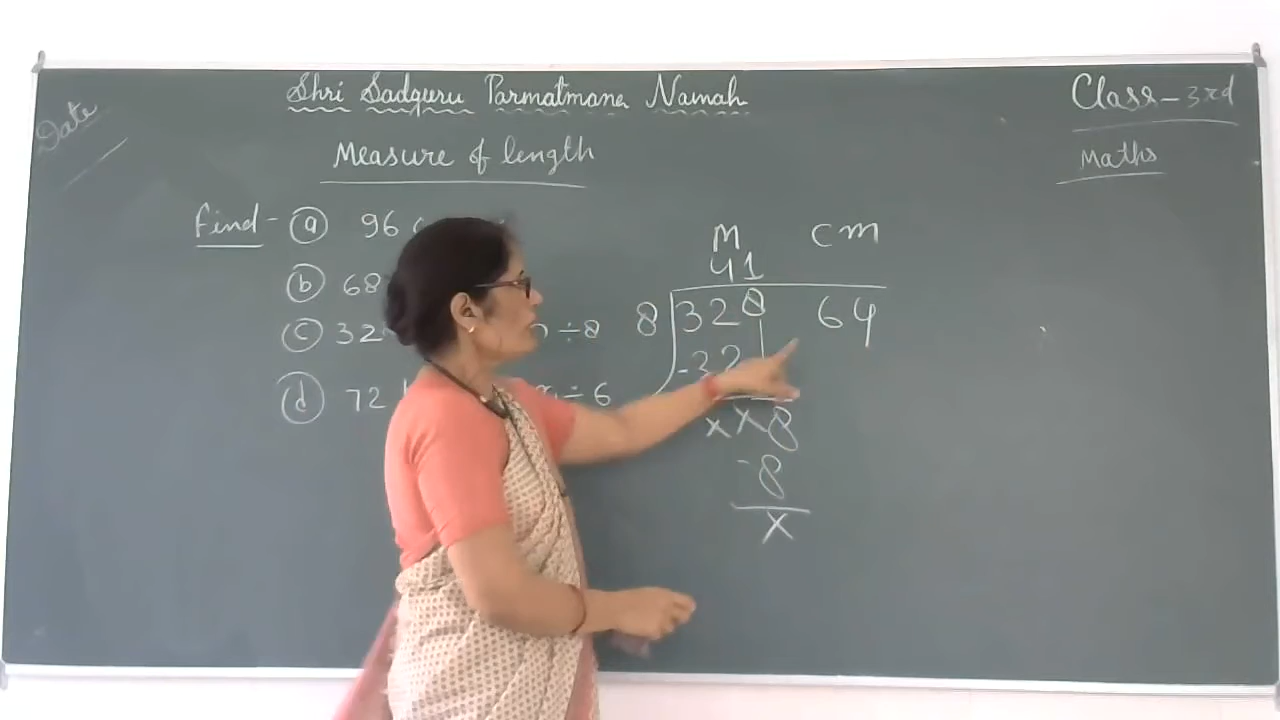 Date
Shri Sadguru Parmatmane Namah
Class - 3rd
Measure of length
Maths
Find - (a) 96
(b) 68
(c) 32 ÷ 8
(d) 72 ÷ 6
M cm
41
8 328 64
-32
x x 8
-8
x